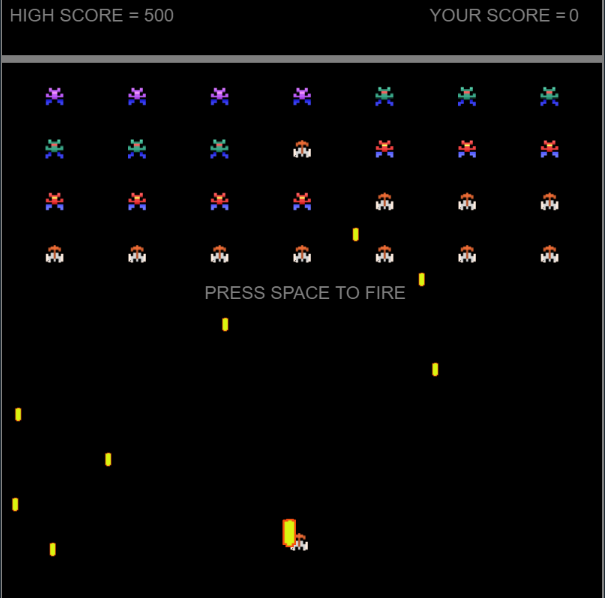 HIGH SCORE = 500
YOUR SCORE = 0
PRESS SPACE TO FIRE